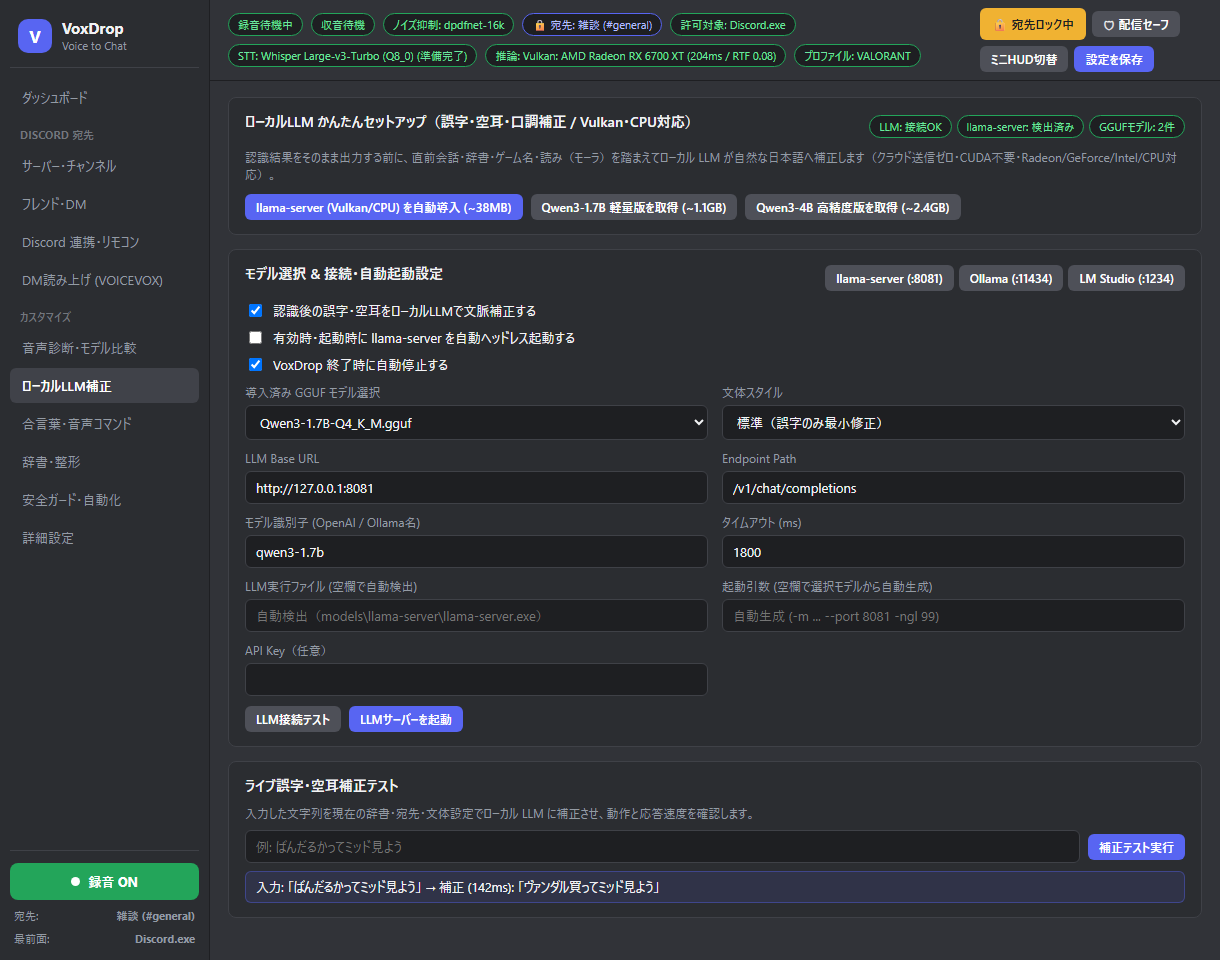 V
VoxDrop
Voice to Chat
ダッシュボード
DISCORD 宛先
サーバー・チャンネル
フレンド・DM
Discord 連携・リモコン
DM読み上げ (VOICEVOX)
カスタマイズ
音声診断・モデル比較
ローカルLLM補正
合言葉・音声コマンド
辞書・整形
安全ガード・自動化
詳細設定
録音 ON
宛先: 雑談 (#general)
最前面: Discord.exe
録音待機中 収音待機 ノイズ抑制: dpdfnet-16k 宛先: 雑談 (#general) 許可対象: Discord.exe
STT: Whisper Large-v3-Turbo (Q8_0) (準備完了) 推論: Vulkan: AMD Radeon RX 6700 XT (204ms / RTF 0.08) プロファイル: VALORANT
宛先ロック中 配信セーフ
ミニHUD切替 設定を保存
ローカルLLM かんたんセットアップ（誤字・空耳・口調補正 / Vulkan・CPU対応）
LLM: 接続OK llama-server: 検出済み GGUFモデル: 2件
認識結果をそのまま出力する前に、直前会話・辞書・ゲーム名・読み（モーラ）を踏まえてローカル LLM が自然な日本語へ補正します（クラウド送信ゼロ・CUDA不要・Radeon/GeForce/Intel/CPU対
応）。
llama-server (Vulkan/CPU) を自動導入 (~38MB) Qwen3-1.7B 軽量版を取得 (~1.1GB) Qwen3-4B 高精度版を取得 (~2.4GB)
モデル選択 & 接続・自動起動設定
llama-server (:8081) Ollama (:11434) LM Studio (:1234)
認識後の誤字・空耳をローカルLLMで文脈補正する
有効時・起動時に llama-server を自動ヘッドレス起動する
VoxDrop 終了時に自動停止する
導入済み GGUF モデル選択 文体スタイル
Qwen3-1.7B-Q4_K_M.gguf 標準（誤字のみ最小修正）
LLM Base URL Endpoint Path
http://127.0.0.1:8081 /v1/chat/completions
モデル識別子 (OpenAI / Ollama名) タイムアウト (ms)
qwen3-1.7b 1800
LLM実行ファイル (空欄で自動検出) 起動引数 (空欄で選択モデルから自動生成)
自動検出（models\llama-server\llama-server.exe） 自動生成 (-m ... --port 8081 -ngl 99)
API Key（任意）
LLM接続テスト LLMサーバーを起動
ライブ誤字・空耳補正テスト
入力した文字列を現在の辞書・宛先・文体設定でローカル LLM に補正させ、動作と応答速度を確認します。
例: ばんだるかってミッド見よう 補正テスト実行
入力: 「ばんだるかってミッド見よう」 → 補正 (142ms): 「ヴァンダル買ってミッド見よう」